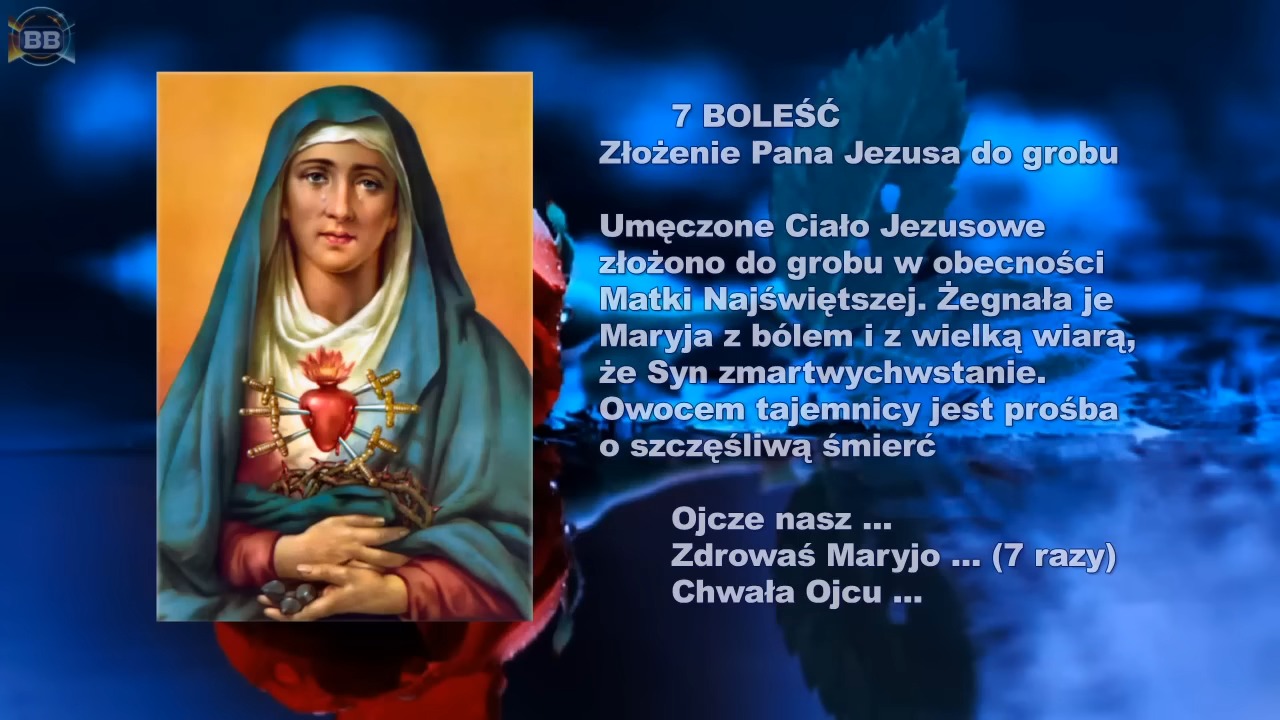 BB
7 BOLEŚĆ
Złożenie Pana Jezusa do grobu
Umęczone Ciało Jezusowe
złożono do grobu w obecności
Matki Najświętszej. Żegnała je
Maryja z bólem i z wielką wiarą,
że Syn zmartwychwstanie.
Owocem tajemnicy jest prośba
o szczęśliwą śmierć
Ojcze nasz ...
Zdrowaś Maryjo ... (7 razy)
Chwała Ojcu ...